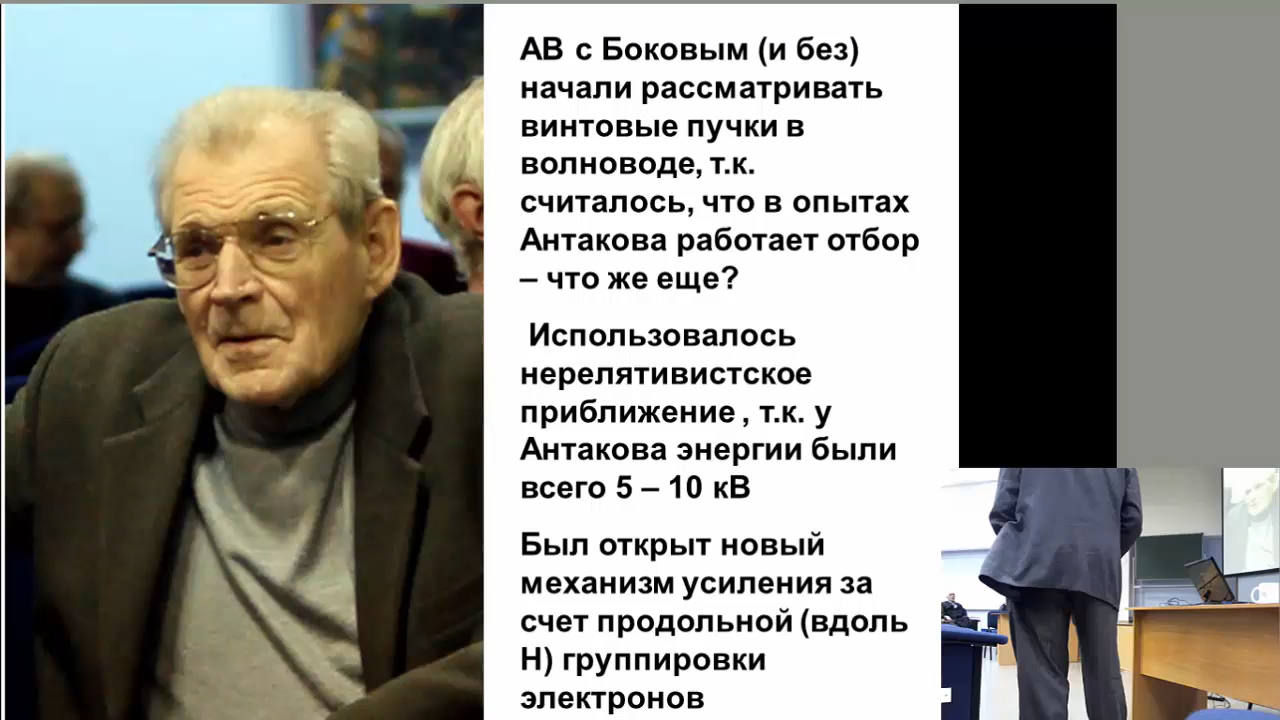 АВ с Боковым (и без)
начали рассматривать
винтовые пучки в
волноводе, т.к.
считалось, что в опытах
Антакова работает отбор
– что же еще?
Использовалось
нерелятивистское
приближение , т.к. у
Антакова энергии были
всего 5 – 10 кВ
Был открыт новый
механизм усиления за
счет продольной (вдоль
Н) группировки
электронов